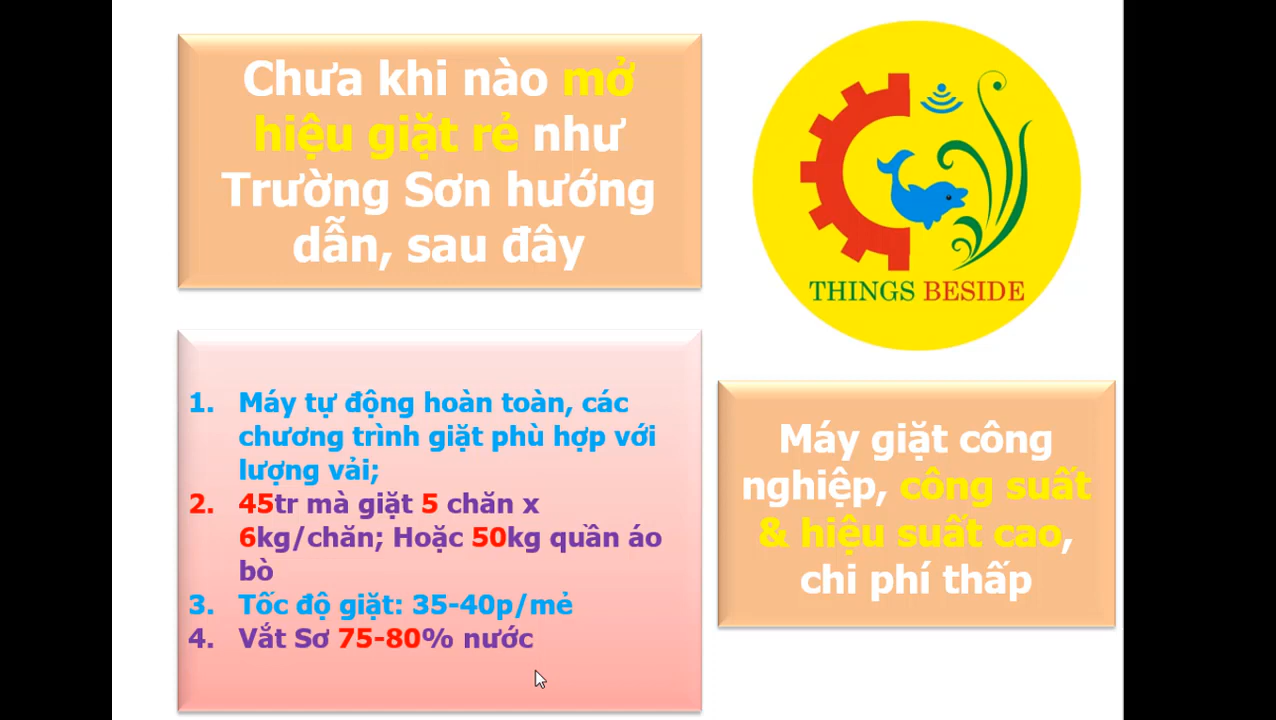 Chưa khi nào mở
hiệu giặt rẻ như
Trường Sơn hướng
dẫn, sau đây
THINGS BESIDE
1. Máy tự động hoàn toàn, các
chương trình giặt phù hợp với
lượng vải;
2. 45tr mà giặt 5 chăn x
6kg/chăn; Hoặc 50kg quần áo
bò
3. Tốc độ giặt: 35-40p/mẻ
4. Vắt Sơ 75-80% nước
Máy giặt công
nghiệp, công suất
& hiệu suất cao,
chi phí thấp